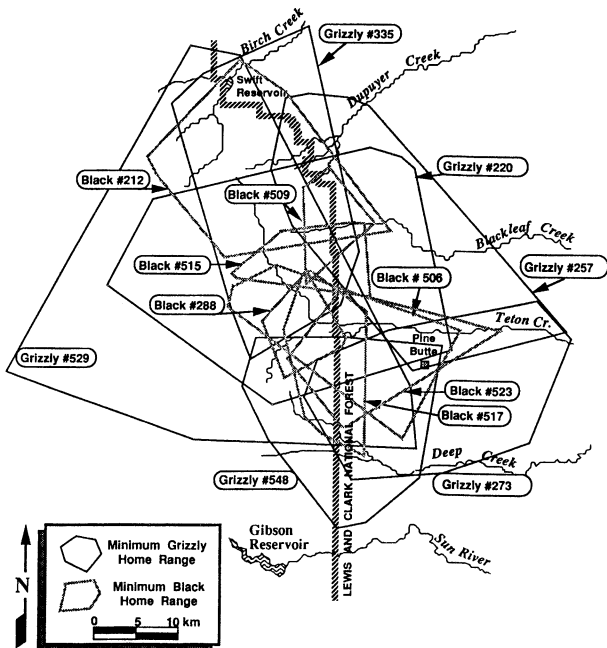 Birch Creek
Grizzly #335
Swift
Reservoir
Dupuyer Creek
Black #212
Black #509
Grizzly #220
Blackleaf Creek
Black #515
Black # 506
Grizzly #257
Black #288
Teton Cr.
Pine
Butte
Grizzly #529
Black #523
Black #517
Deep Creek
Grizzly #548
Grizzly #273
LEWIS AND CLARK NATIONAL FOREST
Gibson
Reservoir
Sun River
N
Minimum Grizzly
Home Range
Minimum Black
Home Range
0 5 10 km